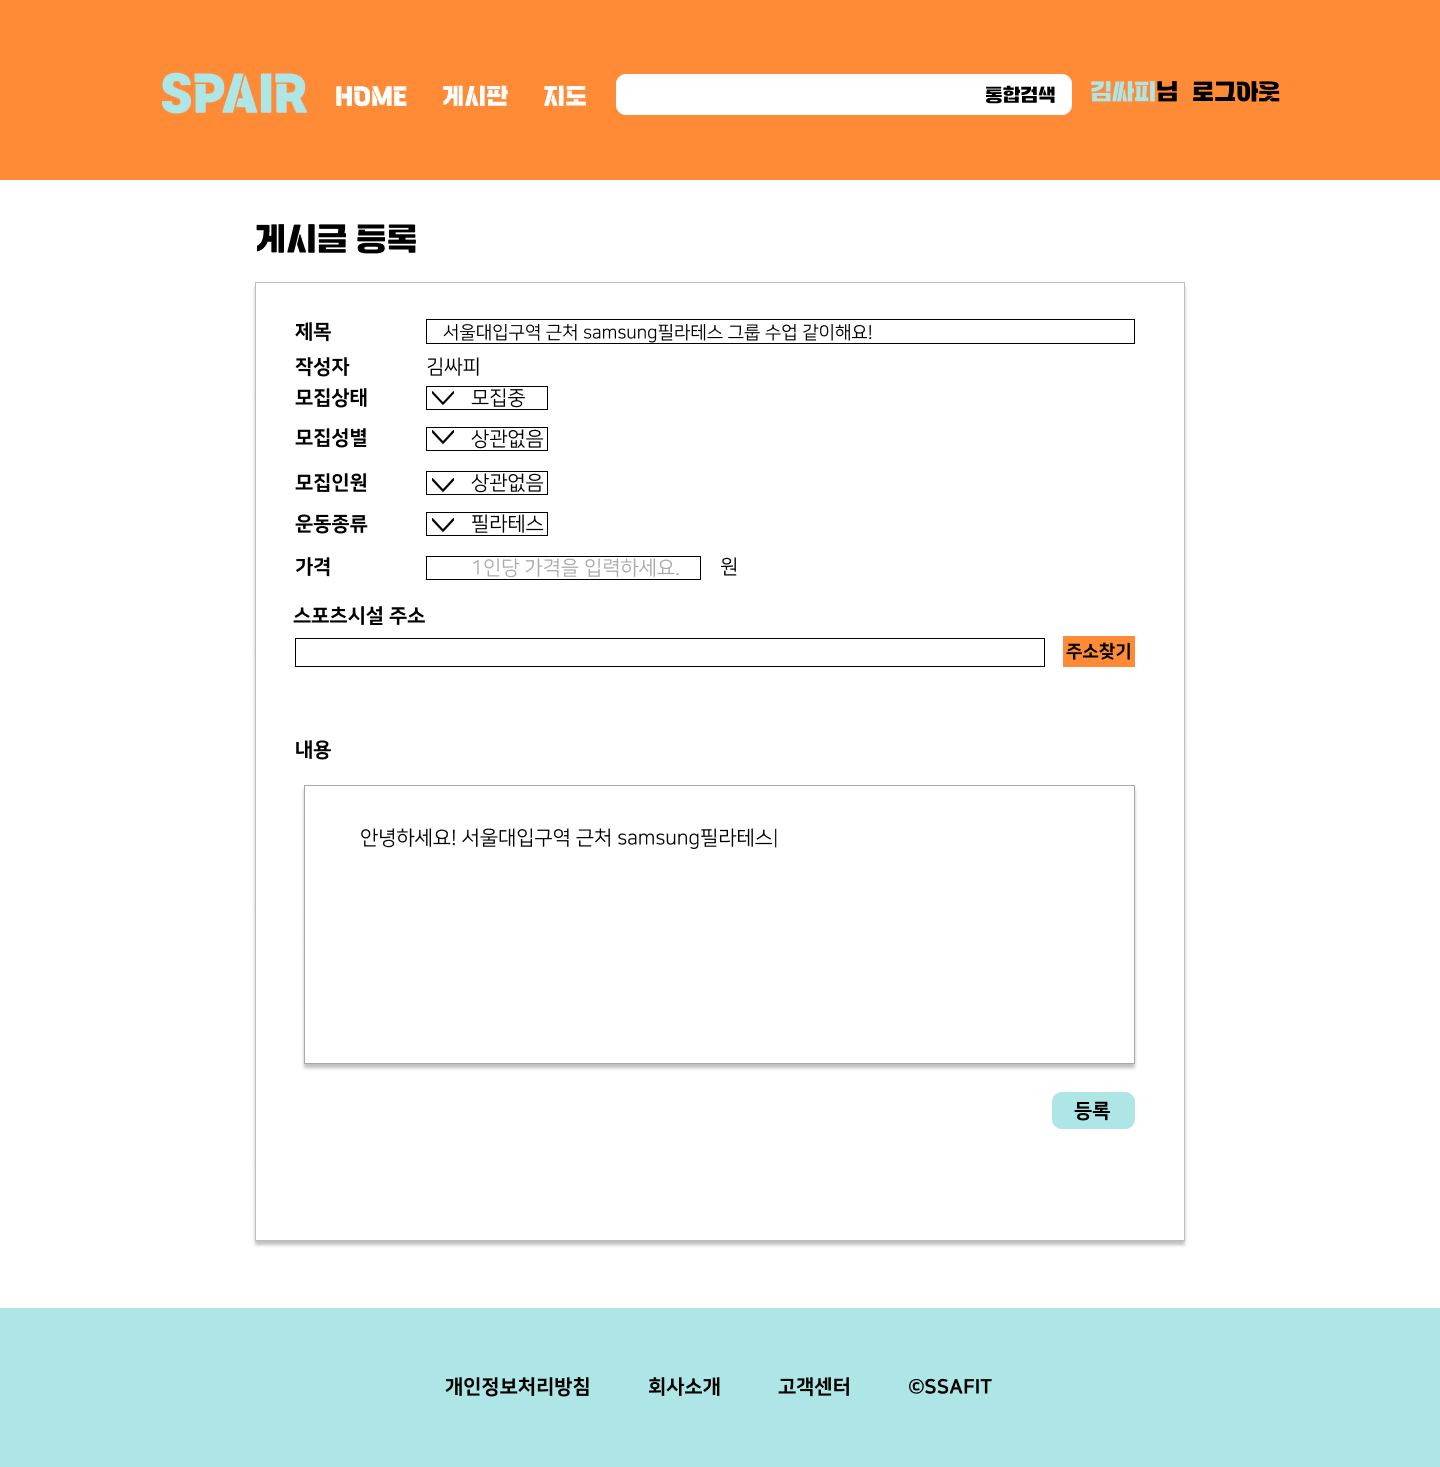 SPAIR HOME 게시판 지도 통합검색 김싸피님 로그아웃
게시글 등록
제목 서울대입구역 근처 samsung필라테스 그룹 수업 같이해요!
작성자 김싸피
모집상태 모집중
모집성별 상관없음
모집인원 상관없음
운동종류 필라테스
가격 1인당 가격을 입력하세요. 원
스포츠시설 주소
주소찾기
내용
안녕하세요! 서울대입구역 근처 samsung필라테스|
등록
개인정보처리방침 회사소개 고객센터 ©SSAFIT